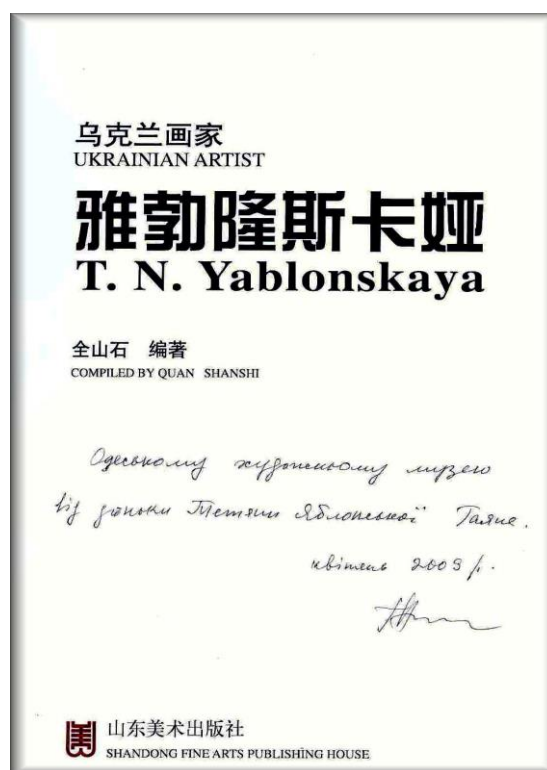 乌克兰画家
UKRAINIAN ARTIST
雅勃隆斯卡娅
T. N. Yablonskaya
全山石 编著
COMPILED BY QUAN SHANSHI
Одеському художньому музею
від доньки Тетяни Яблонської Гаяне.
квітень 2009 р.
山东美术出版社
SHANDONG FINE ARTS PUBLISHING HOUSE